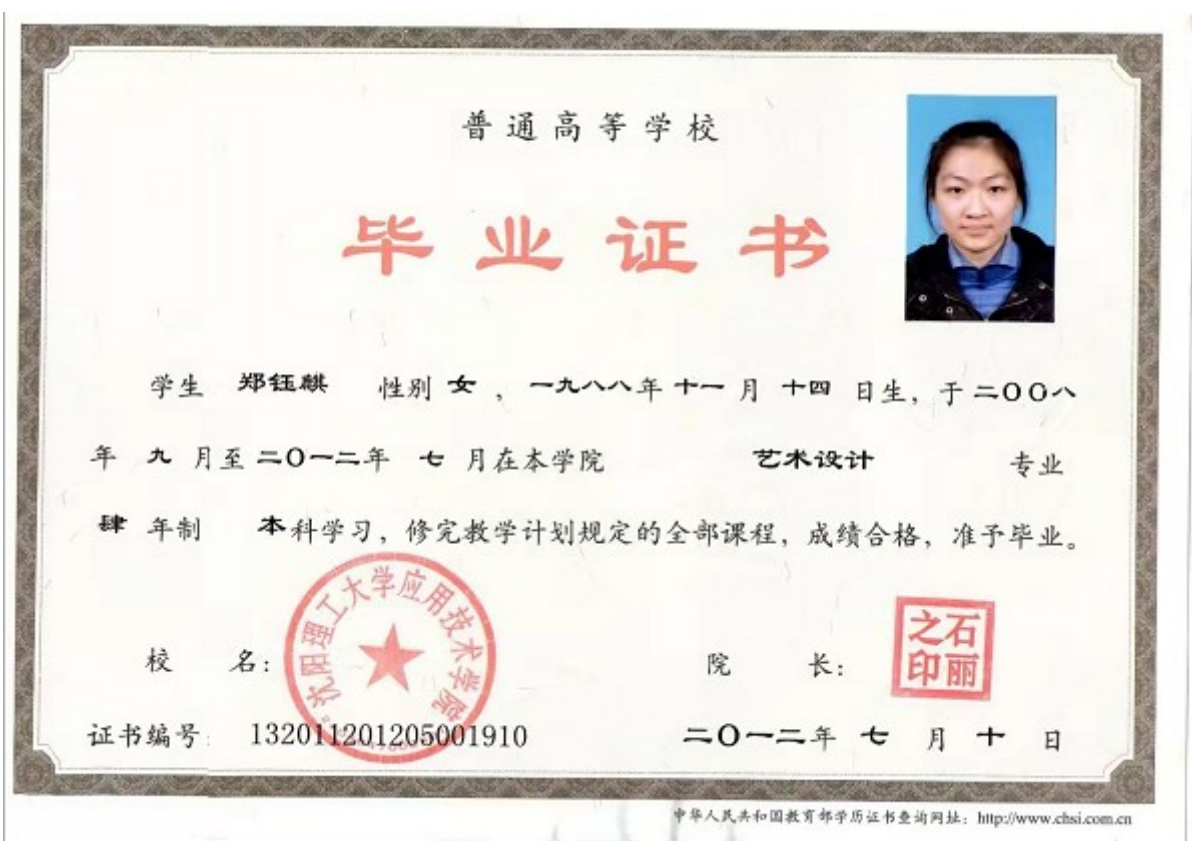 普通高等学校
毕业证书
学生 郑钰麒 性别 女 ，一九八八年 十一 月 十四 日生，于 二〇〇八
年 九 月至 二〇一二年 七 月在本学院 艺术设计 专业
肆 年制 本科学习，修完教学计划规定的全部课程，成绩合格，准予毕业。
沈阳理工大学应用技术学院
校 名：
院 长：
石丽之印
证书编号: 132011201205001910
二〇一二年 七 月 十 日
中华人民共和国教育部学历证书查询网址：http://www.chsi.com.cn